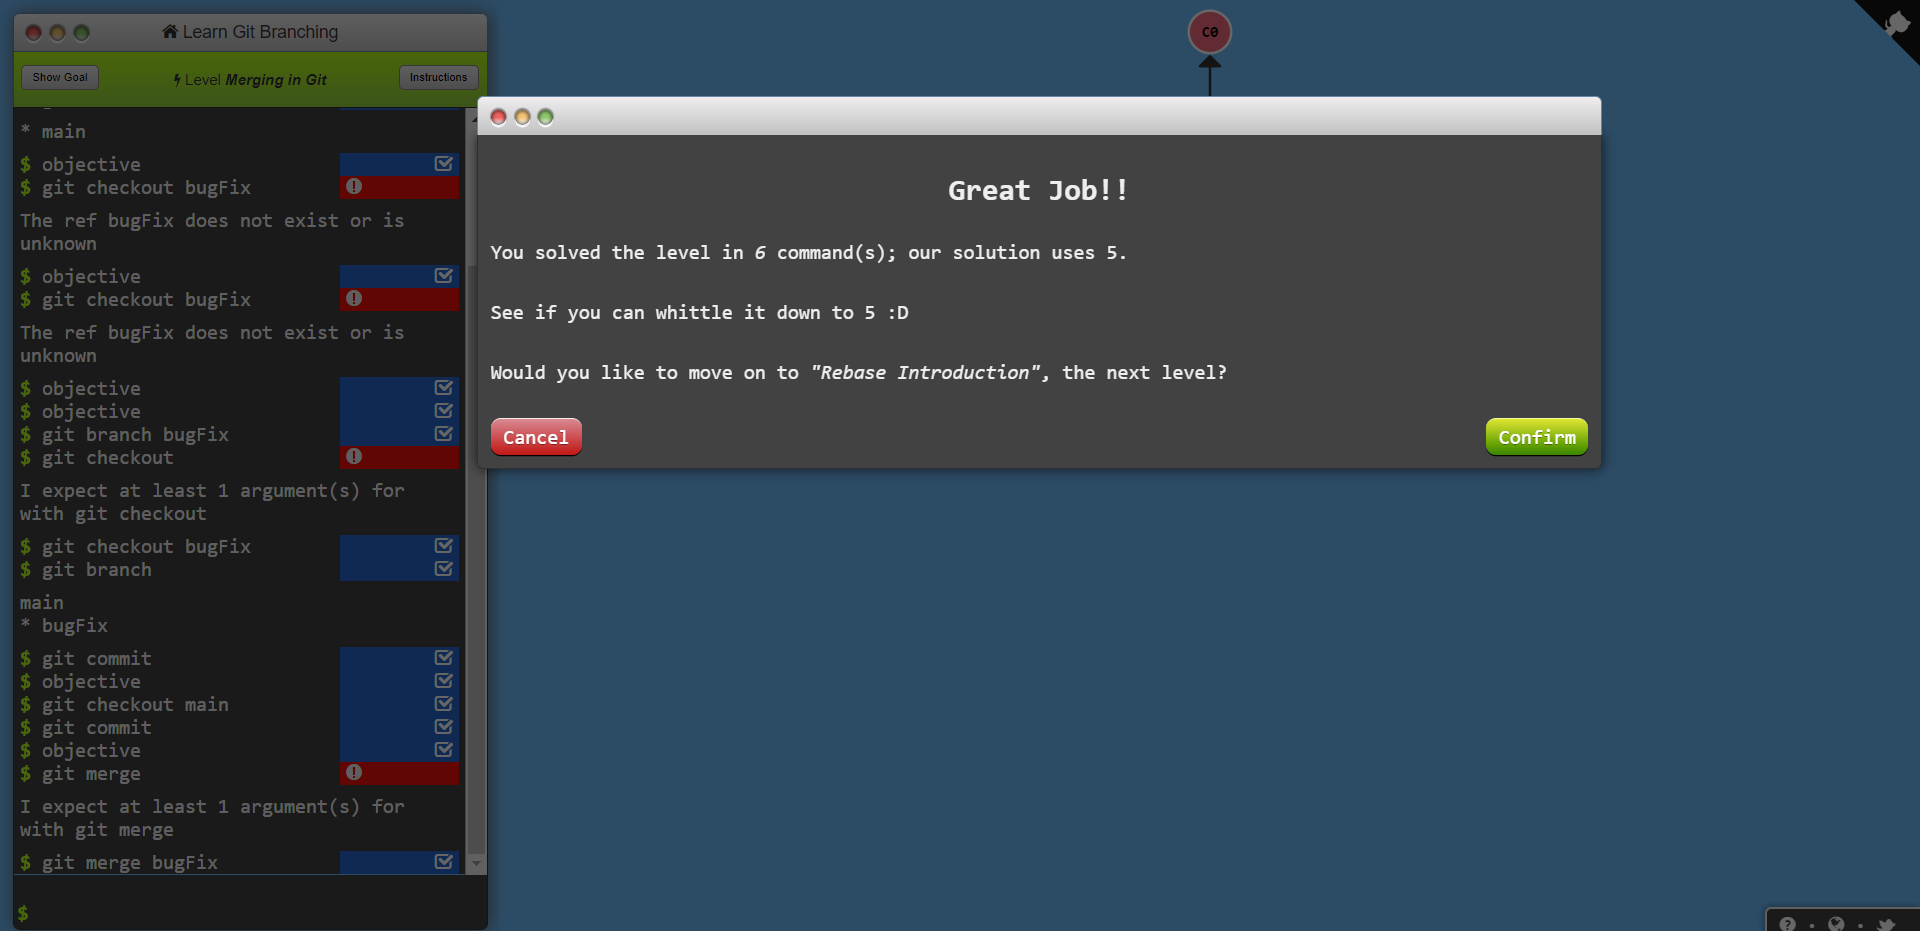 Learn Git Branching
Show Goal
Level Merging in Git
Instructions
* main
$ objective
$ git checkout bugFix
The ref bugFix does not exist or is
unknown
$ objective
$ git checkout bugFix
The ref bugFix does not exist or is
unknown
$ objective
$ objective
$ git branch bugFix
$ git checkout
I expect at least 1 argument(s) for
with git checkout
$ git checkout bugFix
$ git branch
main
* bugFix
$ git commit
$ objective
$ git checkout main
$ git commit
$ objective
$ git merge
I expect at least 1 argument(s) for
with git merge
$ git merge bugFix
$
C0
Great Job!!
You solved the level in 6 command(s); our solution uses 5.
See if you can whittle it down to 5 :D
Would you like to move on to "Rebase Introduction", the next level?
Cancel
Confirm